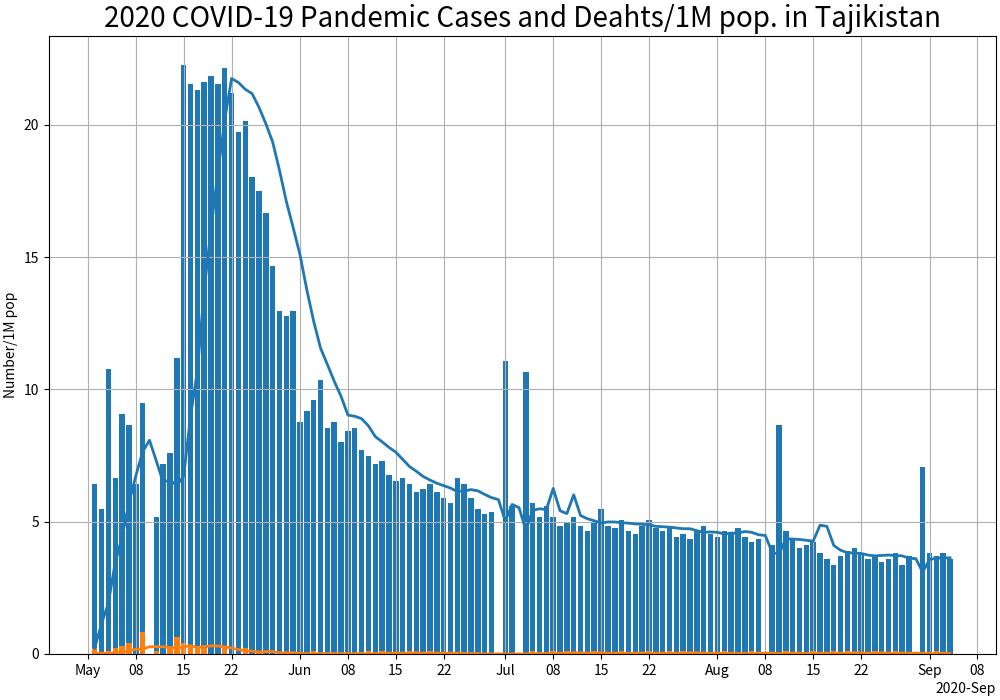 2020 COVID-19 Pandemic Cases and Deahts/1M pop. in Tajikistan
Number/1M pop
20
15
10
5
0
May 08 15 22 Jun 08 15 22 Jul 08 15 22 Aug 08 15 22 Sep 08
2020-Sep